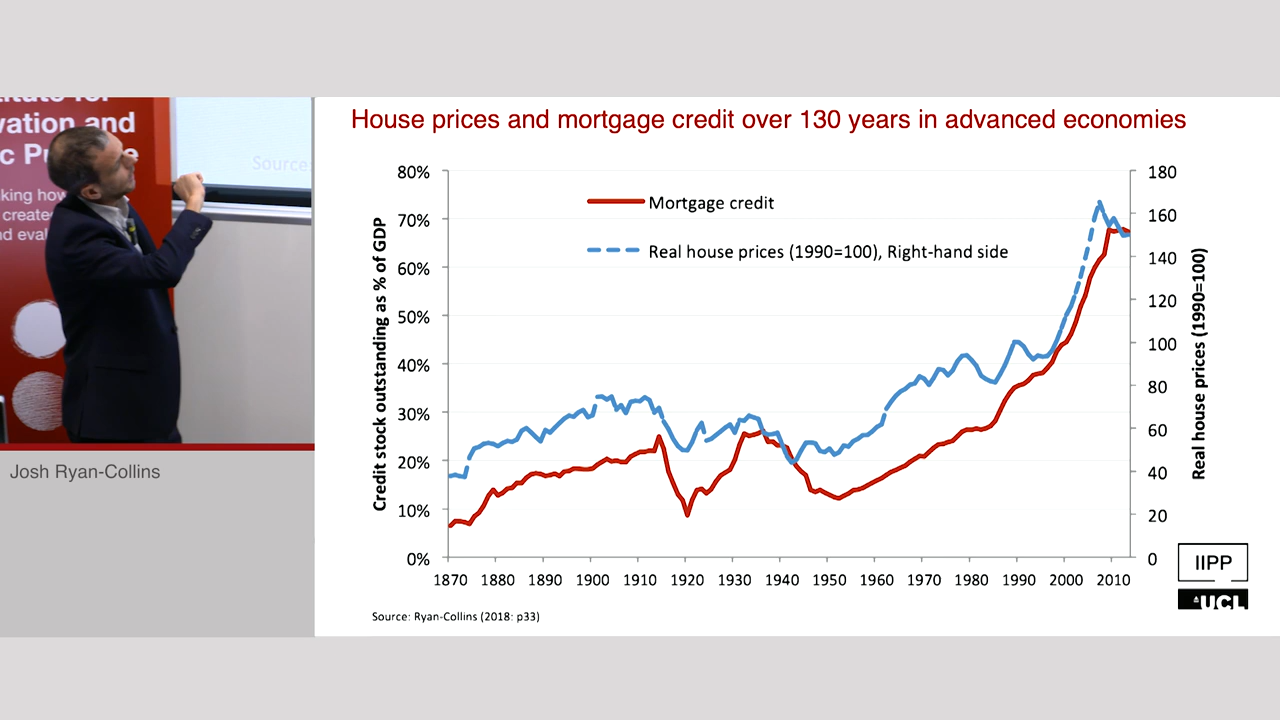 vation and
king how
create
Source
Josh Ryan-Collins
House prices and mortgage credit over 130 years in advanced economies
80%
70%
60%
50%
40%
30%
20%
10%
0%
Credit stock outstanding as % of GDP
Mortgage credit
Real house prices (1990=100), Right-hand side
180
160
140
120
100
80
60
40
20
0
Real house prices (1990=100)
1870 1880 1890 1900 1910 1920 1930 1940 1950 1960 1970 1980 1990 2000 2010
Source: Ryan-Collins (2018: p33)
IIPP
UCL